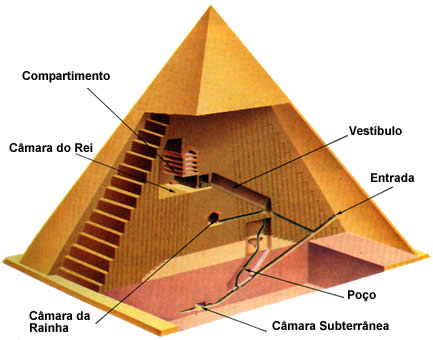 Compartimento
Vestíbulo
Câmara do Rei
Entrada
Poço
Câmara da
Rainha
Câmara Subterrânea